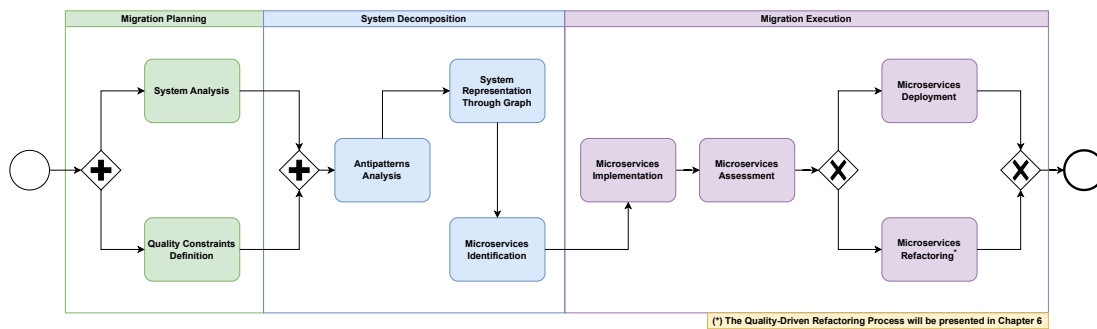 Migration Planning
System Decomposition
Migration Execution
System Analysis
System
Representation
Through Graph
Microservices
Deployment
Antipatterns
Analysis
Microservices
Implementation
Microservices
Assessment
Quality Constraints
Definition
Microservices
Identification
Microservices
Refactoring*
(*) The Quality-Driven Refactoring Process will be presented in Chapter 6